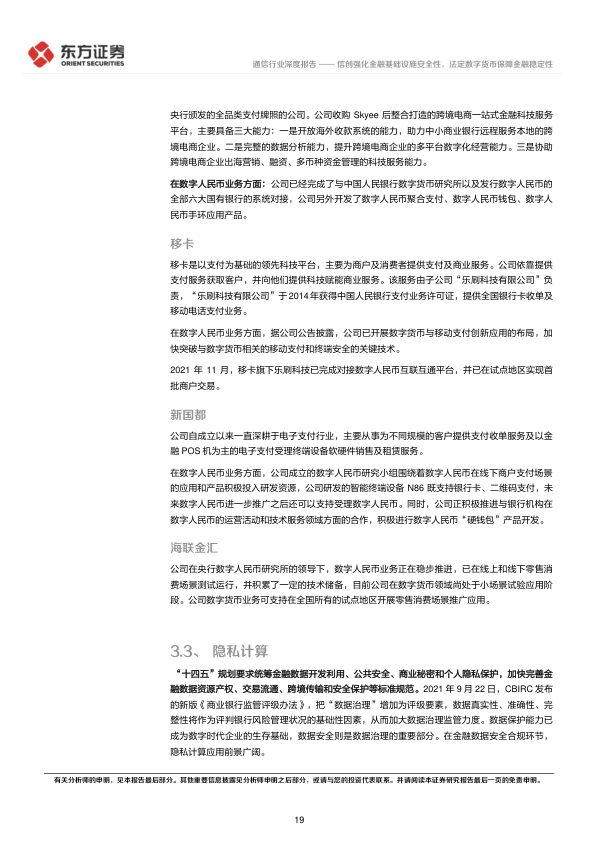 东方证券
ORIENT SECURITIES
通信行业深度报告 —— 信创强化金融基础设施安全性，法定数字货币保障金融稳定性
央行颁发的全品类支付牌照的公司。公司收购 Skyee 后整合打造的跨境电商一站式金融科技服务
平台，主要具备三大能力：一是开放海外收款系统的能力，助力中小商业银行远程服务本地的跨
境电商企业。二是完整的数据分析能力，提升跨境电商企业的多平台数字化经营能力。三是协助
跨境电商企业出海营销、融资、多币种资金管理的科技服务能力。
在数字人民币业务方面：公司已经完成了与中国人民银行数字货币研究所以及发行数字人民币的
全部六大国有银行的系统对接，公司另外开发了数字人民币聚合支付、数字人民币钱包、数字人
民币手环应用产品。
移卡
移卡是以支付为基础的领先科技平台，主要为商户及消费者提供支付及商业服务。公司依靠提供
支付服务获取客户，并向他们提供科技赋能商业服务。该服务由子公司“乐刷科技有限公司”负
责，“乐刷科技有限公司”于 2014 年获得中国人民银行支付业务许可证，提供全国银行卡收单及
移动电话支付业务。
在数字人民币业务方面，据公司公告披露，公司已开展数字货币与移动支付创新应用的布局，加
快突破与数字货币相关的移动支付和终端安全的关键技术。
2021 年 11 月，移卡旗下乐刷科技已完成对接数字人民币互联互通平台，并已在试点地区实现首
批商户交易。
新国都
公司自成立以来一直深耕于电子支付行业，主要从事为不同规模的客户提供支付收单服务及以金
融 POS 机为主的电子支付受理终端设备软硬件销售及租赁服务。
在数字人民币业务方面，公司成立的数字人民币研究小组围绕着数字人民币在线下商户支付场景
的应用和产品积极投入研发资源，公司研发的智能终端设备 N86 既支持银行卡、二维码支付，未
来数字人民币进一步推广之后还可以支持受理数字人民币。同时，公司正积极推进与银行机构在
数字人民币的运营活动和技术服务领域方面的合作，积极进行数字人民币“硬钱包”产品开发。
海联金汇
公司在央行数字人民币研究所的领导下，数字人民币业务正在稳步推进，已在线上和线下零售消
费场景测试运行，并积累了一定的技术储备，目前公司在数字货币领域尚处于小场景试验应用阶
段。公司数字币业务可支持在全国所有的试点地区开展零售消费场景推广应用。
3.3、 隐私计算
“十四五”规划要求统筹金融数据开发利用、公共安全、商业秘密和个人隐私保护，加快完善金
融数据资源产权、交易流通、跨境传输和安全保护等标准规范。2021 年 9 月 22 日，CBIRC 发布
的新版《商业银行监管评级办法》，把“数据治理”增加为评级要素，数据真实性、准确性、完
整性将作为评判银行风险管理状况的基础性因素，从而加大数据治理监管力度。数据保护能力已
成为数字时代企业的生存基础，数据安全则是数据治理的重要部分。在金融数据安全合规环节，
隐私计算应用前景广阔。
有关分析师的申明，见本报告最后部分。其他重要信息披露见分析师申明之后部分，或请与您的投资代表联系。并请阅读本证券研究报告最后一页的免责申明。
19